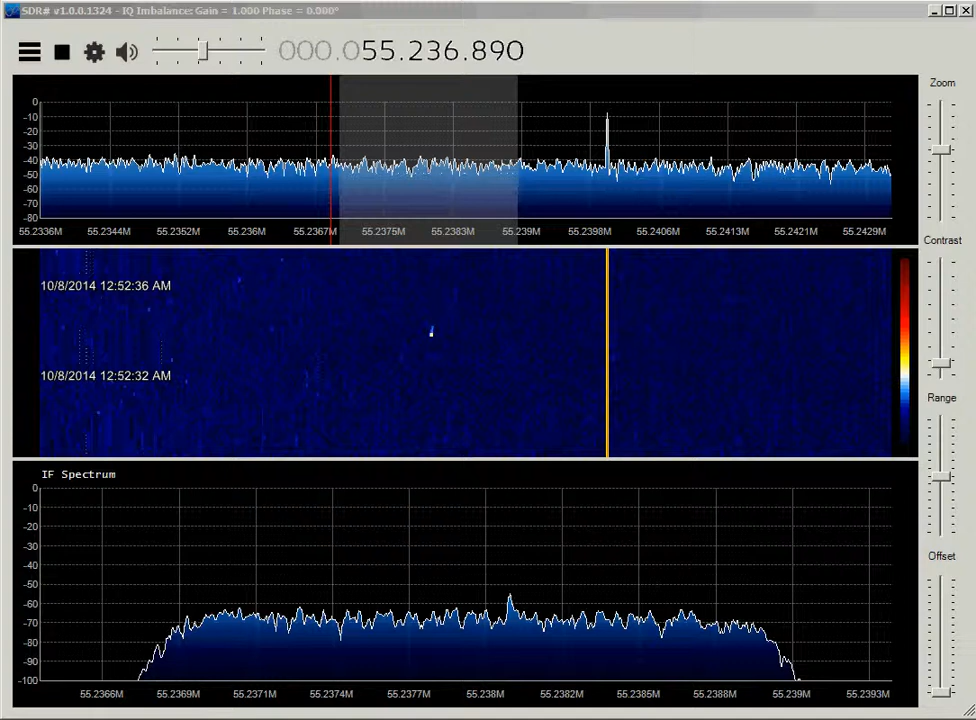 SDR# v1.0.0.1324 - IQ Imbalance: Gain = 1.000 Phase = 0.000°
000.055.236.890
Zoom
0
-10
-20
-30
-40
-50
-60
-70
-80
55.2336M 55.2344M 55.2352M 55.236M 55.2367M 55.2375M 55.2383M 55.239M 55.2398M 55.2406M 55.2413M 55.2421M 55.2429M
Contrast
10/8/2014 12:52:36 AM
10/8/2014 12:52:32 AM
Range
IF Spectrum
0
-10
-20
-30
-40
-50
-60
-70
-80
-90
-100
55.2366M 55.2369M 55.2371M 55.2374M 55.2377M 55.238M 55.2382M 55.2385M 55.2388M 55.239M 55.2393M
Offset